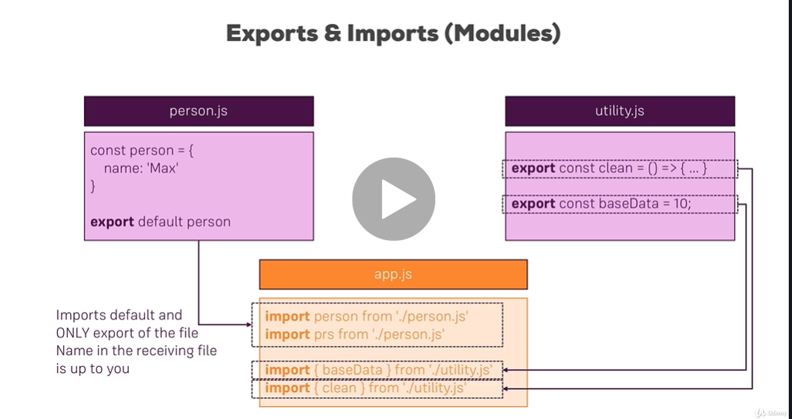 Exports & Imports (Modules)
person.js
const person = {
name: 'Max'
}
export default person
utility.js
export const clean = () => { ... }
export const baseData = 10;
app.js
import person from './person.js'
import prs from './person.js'
import { baseData } from './utility.js'
import { clean } from './utility.js'
Imports default and
ONLY export of the file
Name in the receiving file
is up to you
Udemy